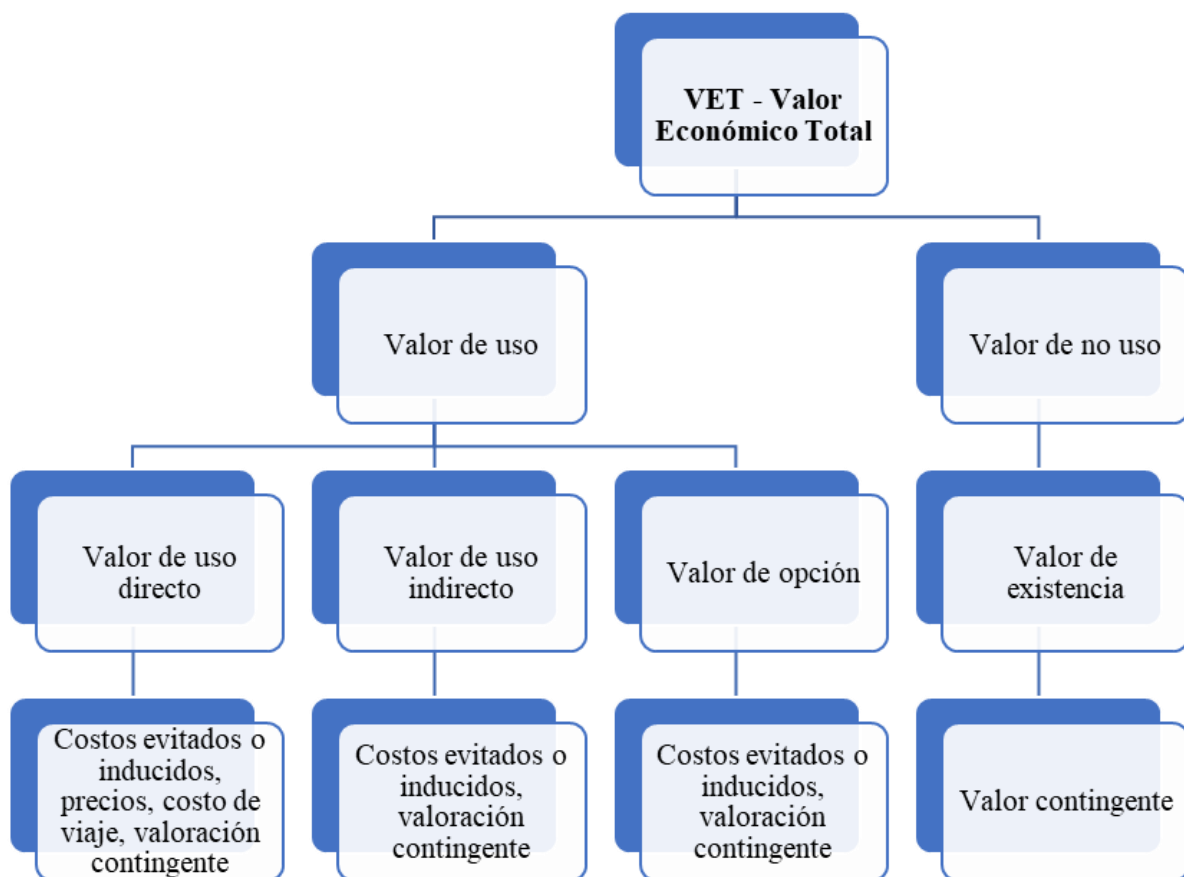 VET - Valor
Económico Total
Valor de uso
Valor de no uso
Valor de uso
directo
Valor de uso
indirecto
Valor de opción
Valor de
existencia
Costos evitados o
inducidos,
precios, costo de
viaje, valoración
contingente
Costos evitados o
inducidos,
valoración
contingente
Costos evitados o
inducidos,
valoración
contingente
Valor contingente